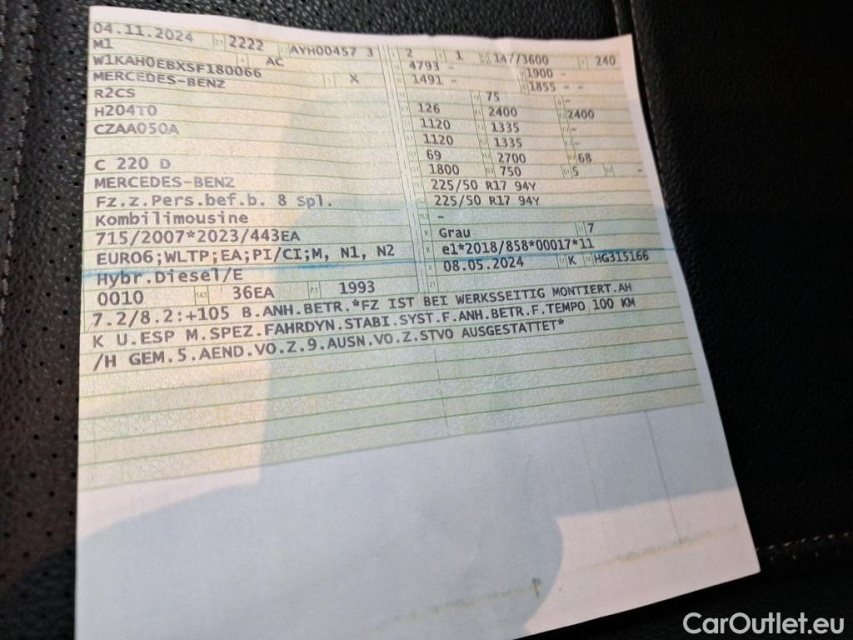 04.11.2024 2222 AYH00457 3 2 1 147/3600 240
M1 AC 4793 - 1900 -
W1KAH0EBXSF180066 1491 - 1855 - -
MERCEDES-BENZ X
R2CS 75 -
H204T0 126 2400 2400
CZAA050A 1120 1335 -
1120 1335 -
C 220 D 69 2700 68
MERCEDES-BENZ 1800 750 5 -
Fz.z.Pers.bef.b. 8 Spl. 225/50 R17 94Y
Kombilimousine 225/50 R17 94Y
-
715/2007*2023/443EA Grau 7
EURO6;WLTP;EA;PI/CI;M, N1, N2 e1*2018/858*00017*11
Hybr.Diesel/E 08.05.2024 K HG315166
0010 36EA 1993
7.2/8.2:+105 B.ANH.BETR.*FZ IST BEI WERKSSEITIG MONTIERT.AH
K U.ESP M.SPEZ.FAHRDYN.STABI.SYST.F.ANH.BETR.F.TEMPO 100 KM
/H GEM.5.AEND.VO.Z.9.AUSN.VO.Z.STVO AUSGESTATTET*
CarOutlet.eu